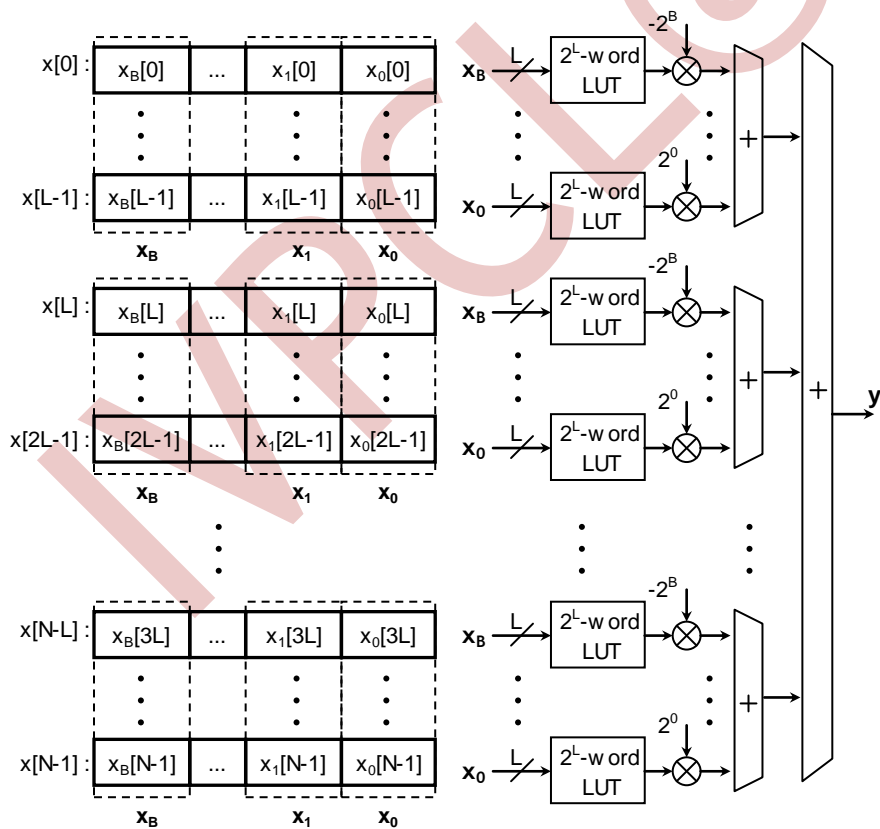 x[0] : x_B[0] ... x_1[0] x_0[0]
x[L-1] : x_B[L-1] ... x_1[L-1] x_0[L-1]
x_B x_1 x_0
x_B L 2^L-word LUT -2^B
x_0 L 2^L-word LUT 2^0
+
x[L] : x_B[L] ... x_1[L] x_0[L]
x[2L-1] : x_B[2L-1] ... x_1[2L-1] x_0[2L-1]
x_B x_1 x_0
x_B L 2^L-word LUT -2^B
x_0 L 2^L-word LUT 2^0
+
+ y
x[N-L] : x_B[3L] ... x_1[3L] x_0[3L]
x[N-1] : x_B[N-1] ... x_1[N-1] x_0[N-1]
x_B x_1 x_0
x_B L 2^L-word LUT -2^B
x_0 L 2^L-word LUT 2^0
+
IVPCL@